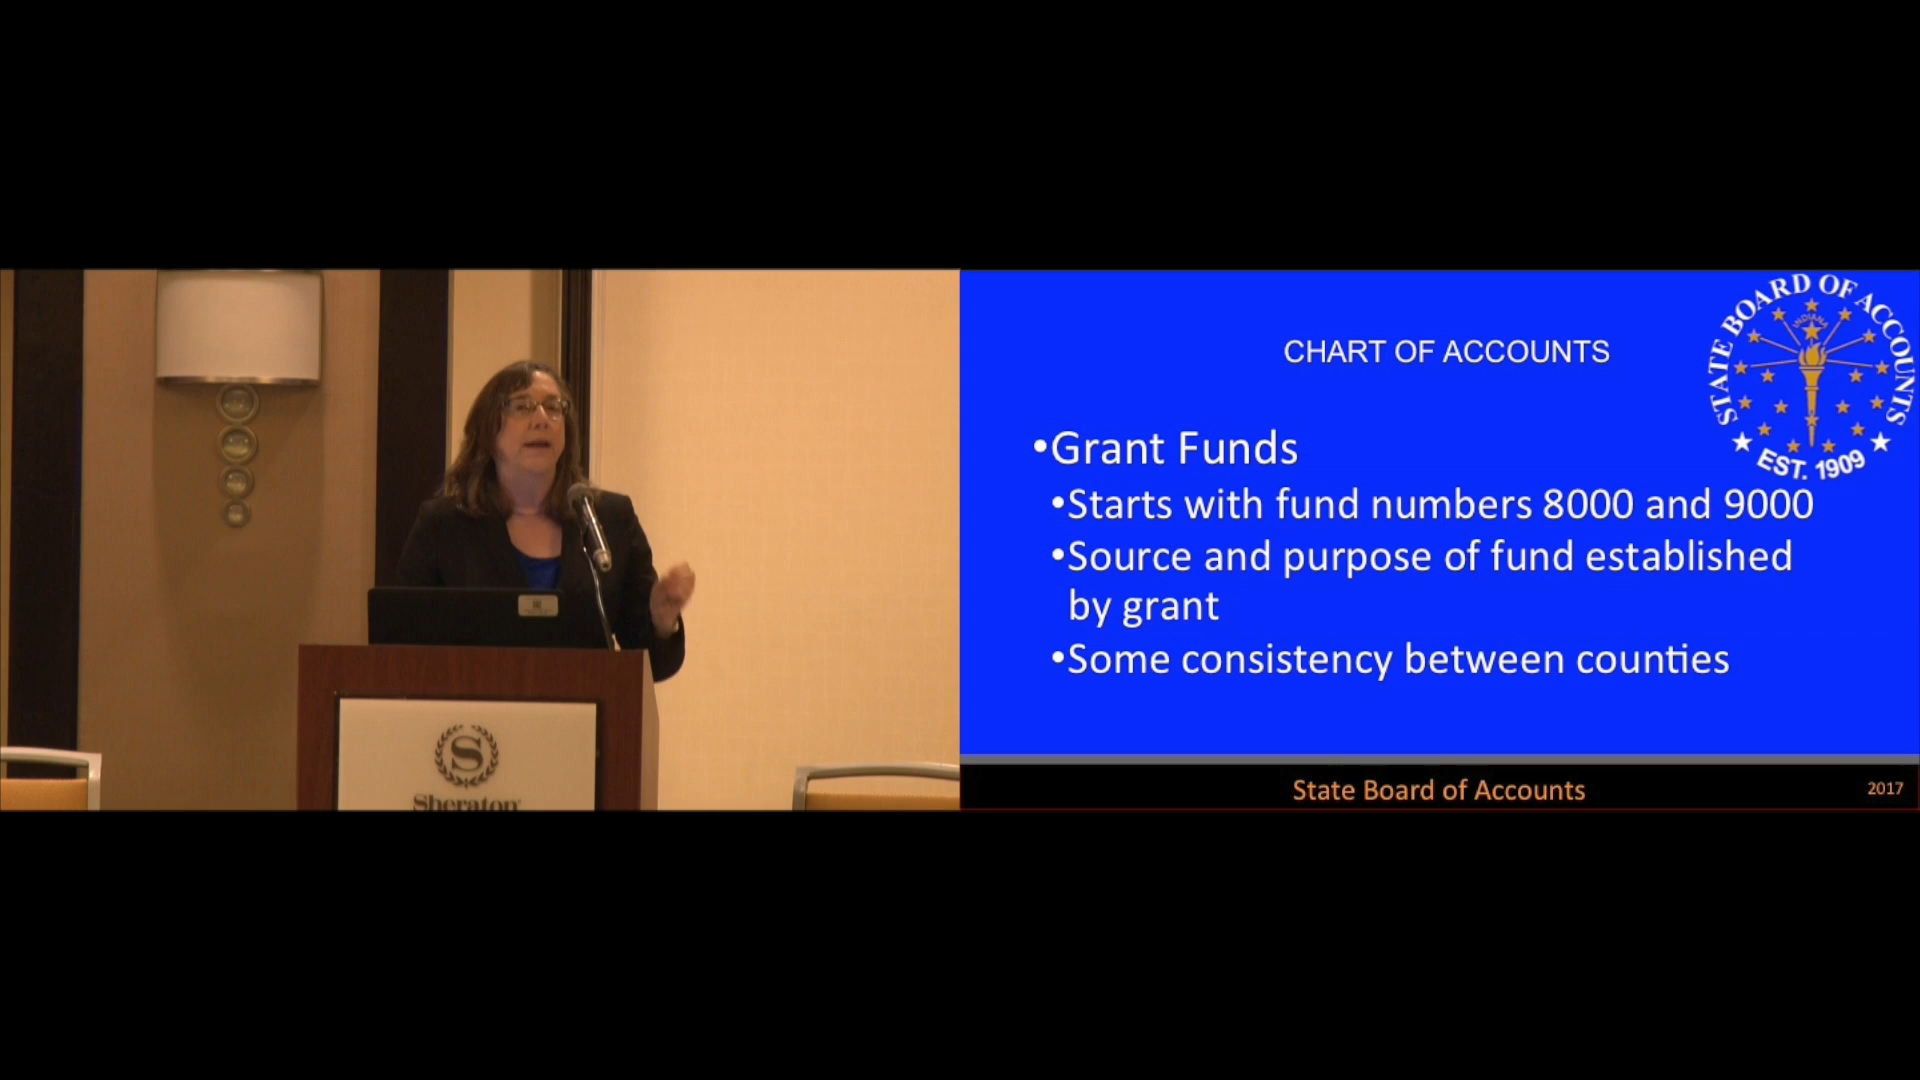 S
Sheraton
STATE BOARD OF ACCOUNTS
INDIANA
EST. 1909
CHART OF ACCOUNTS
•Grant Funds
•Starts with fund numbers 8000 and 9000
•Source and purpose of fund established
by grant
•Some consistency between counties
State Board of Accounts
2017